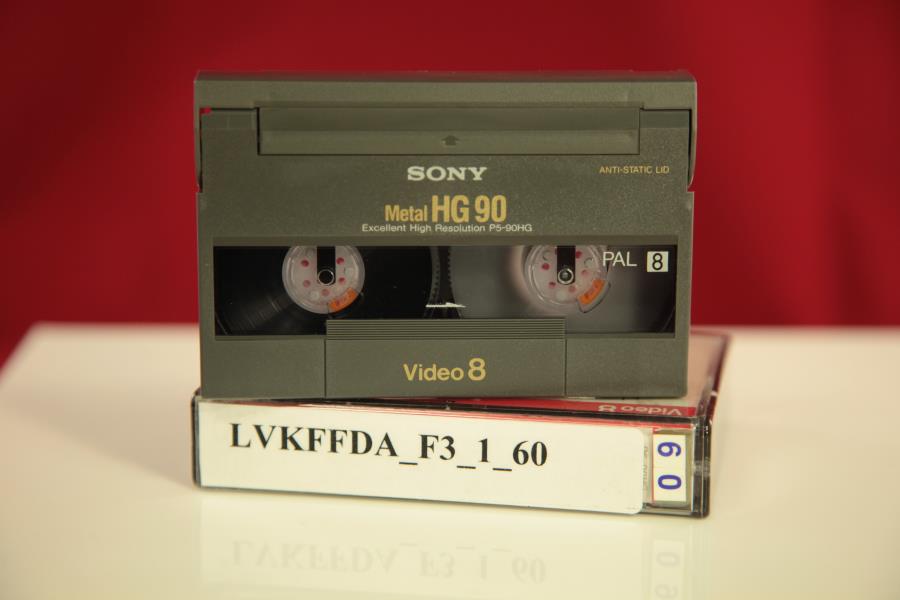 SONY
ANTI-STATIC LID
Metal HG 90
Excellent High Resolution P5-90HG
PAL 8
Video 8
Video 8
LVKFFDA_F3_1_60
60